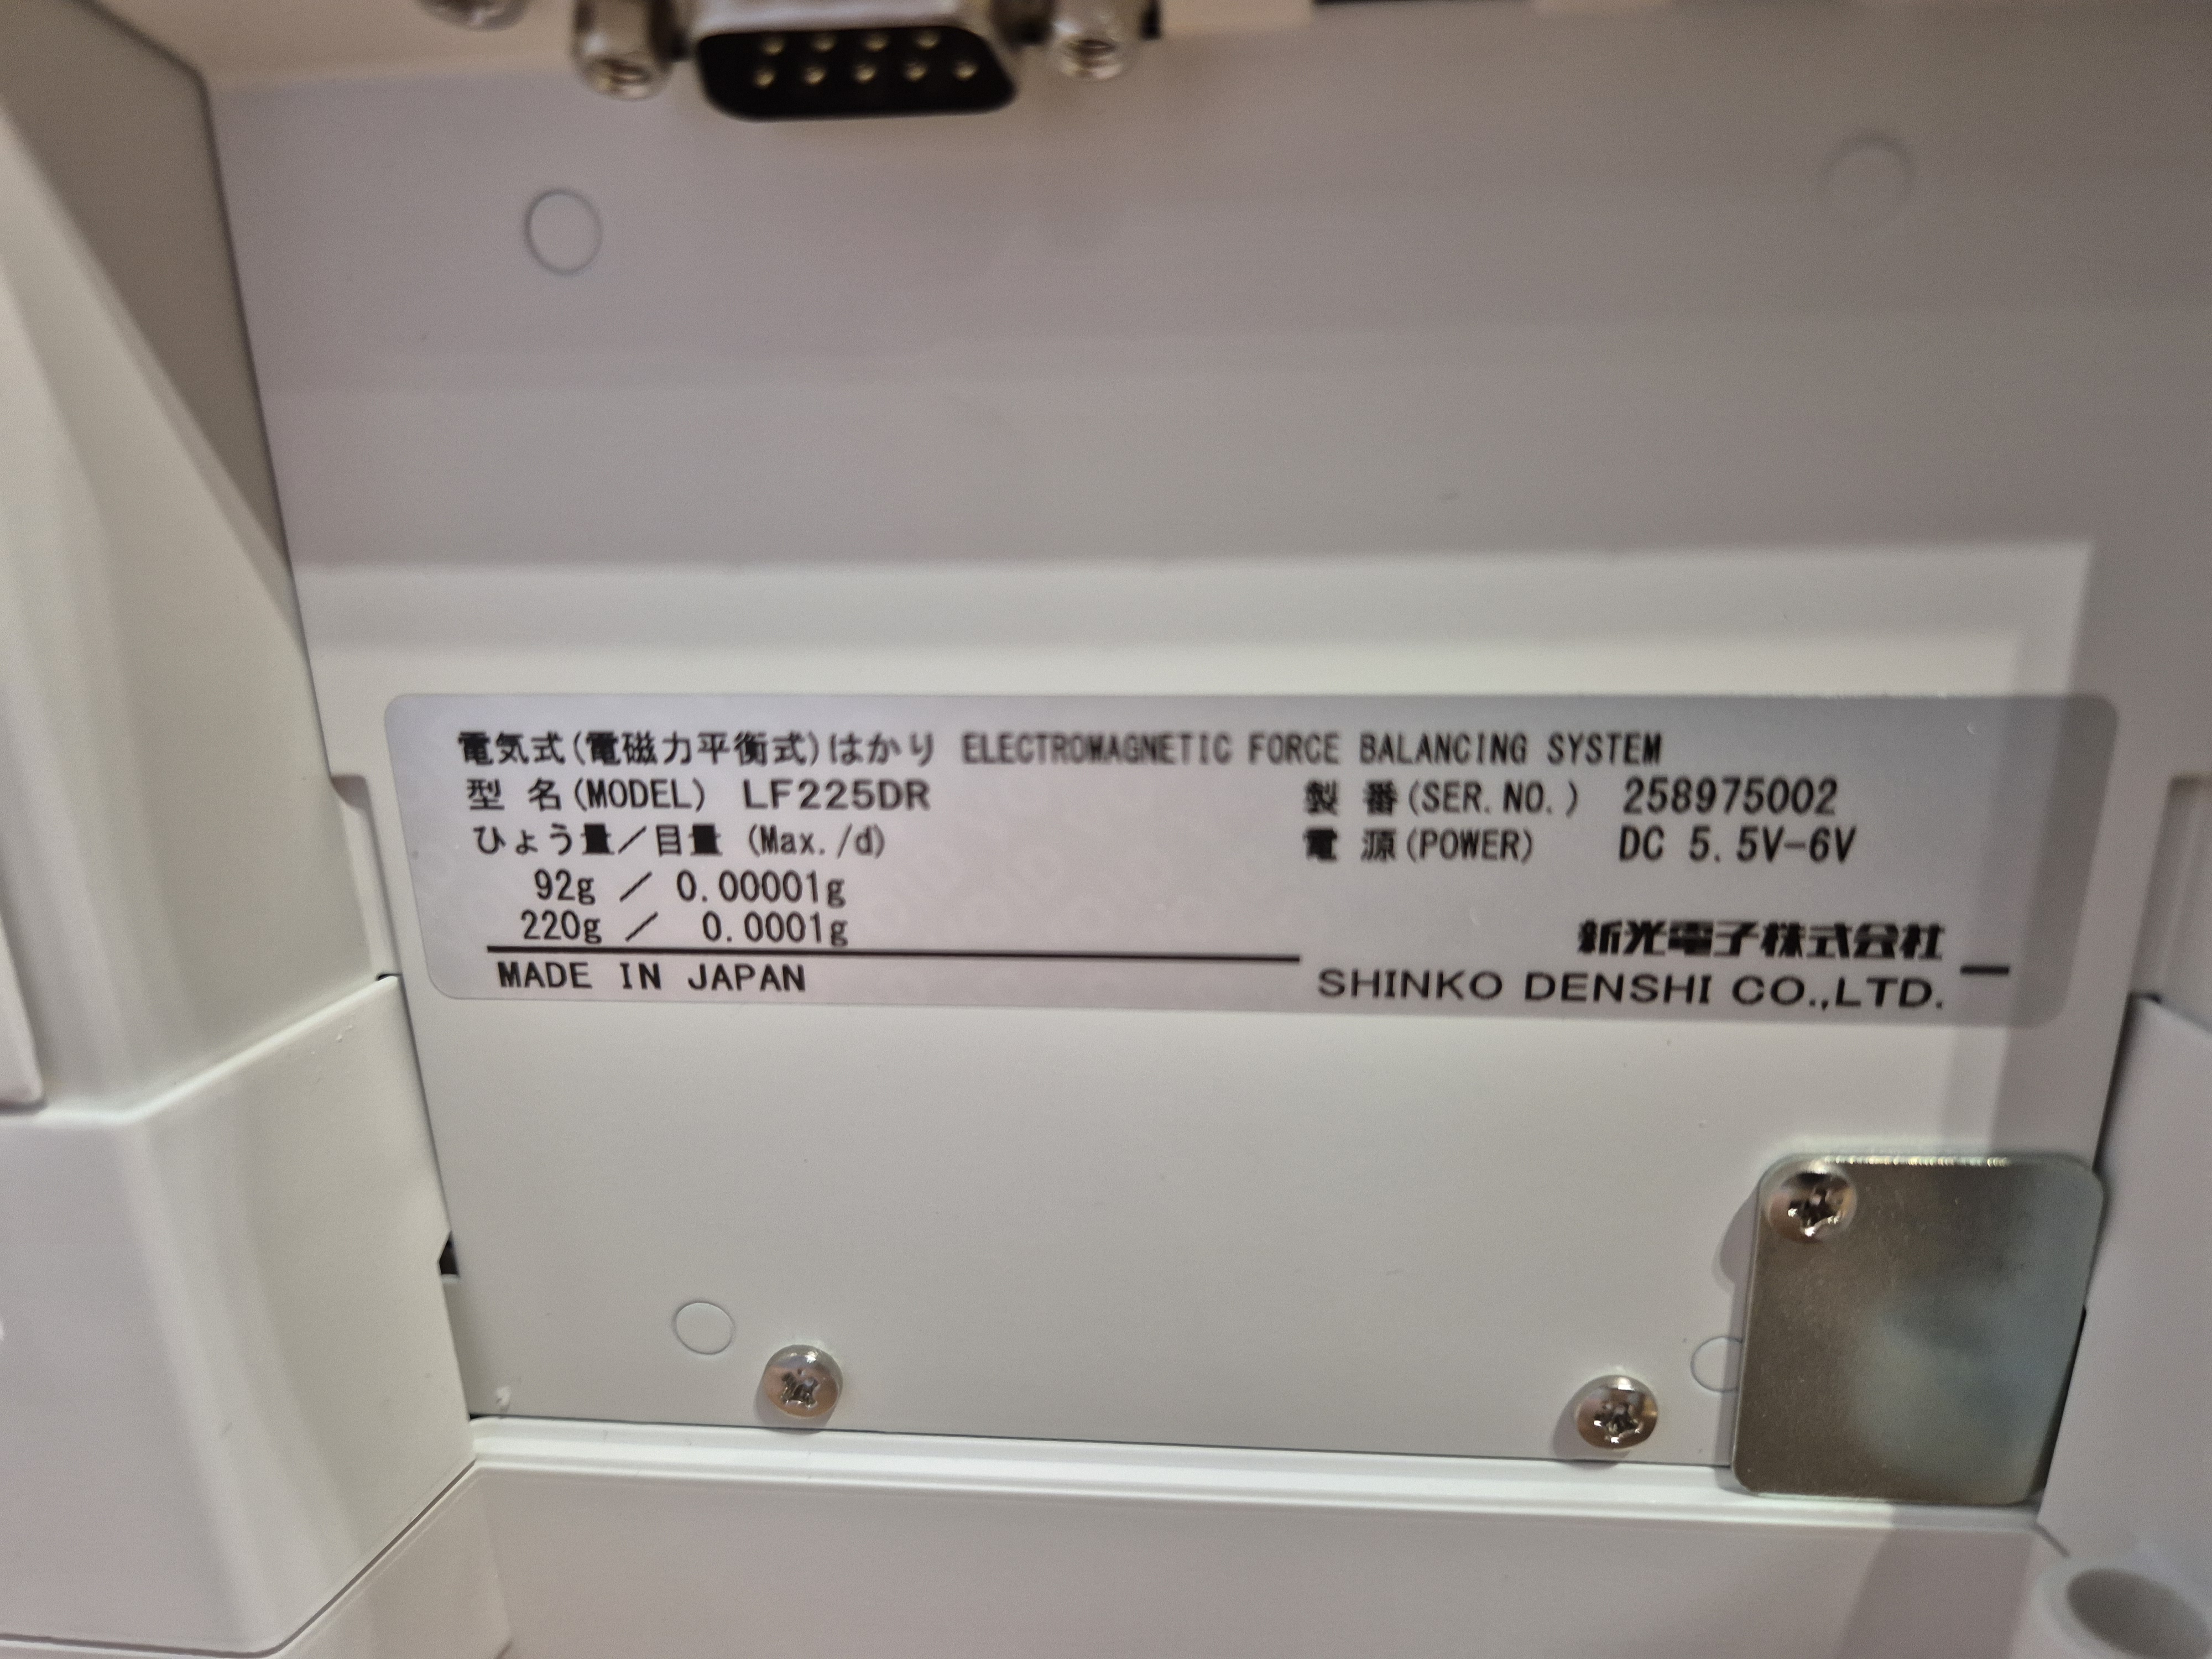 電気式(電磁力平衡式)はかり ELECTROMAGNETIC FORCE BALANCING SYSTEM
型 名(MODEL) LF225DR
製 番(SER.NO.) 258975002
ひょう量/目量 (Max./d)
電 源(POWER) DC 5.5V-6V
92g / 0.00001g
220g / 0.0001g
新光電子株式会社
MADE IN JAPAN
SHINKO DENSHI CO.,LTD.